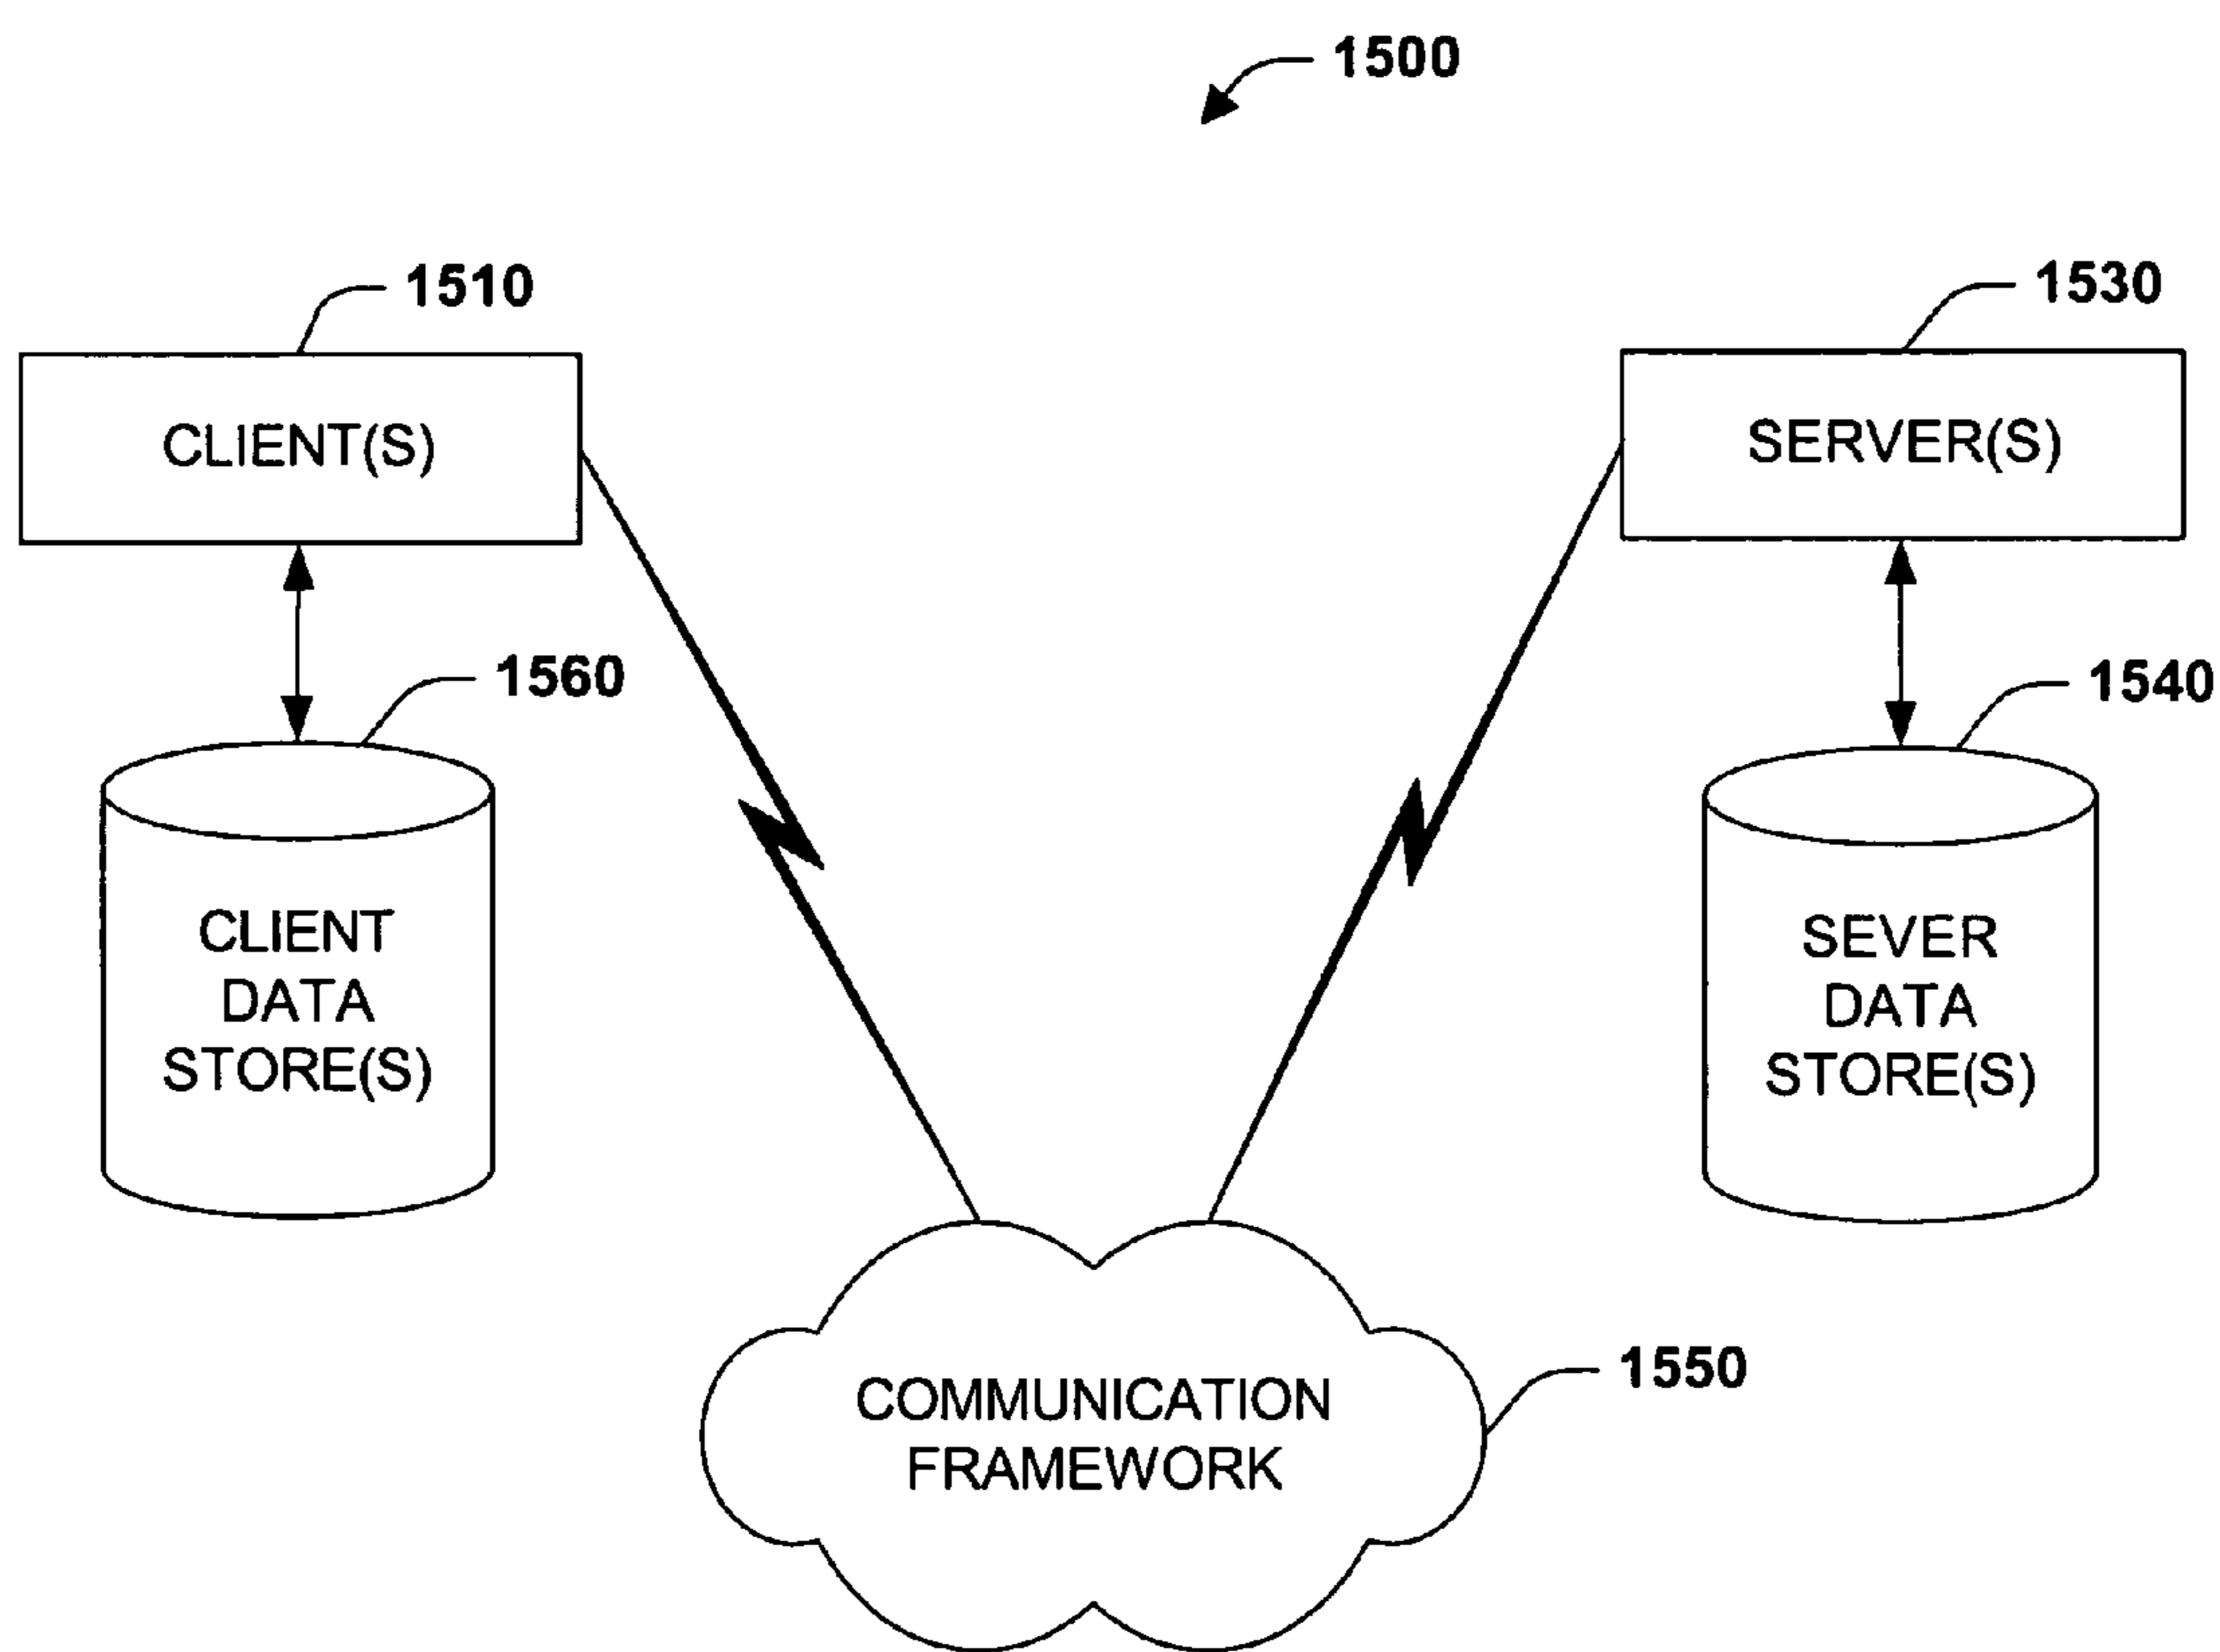 1500
1510
1530
CLIENT(S)
SERVER(S)
1560
1540
CLIENT
DATA
STORE(S)
SEVER
DATA
STORE(S)
1550
COMMUNICATION
FRAMEWORK